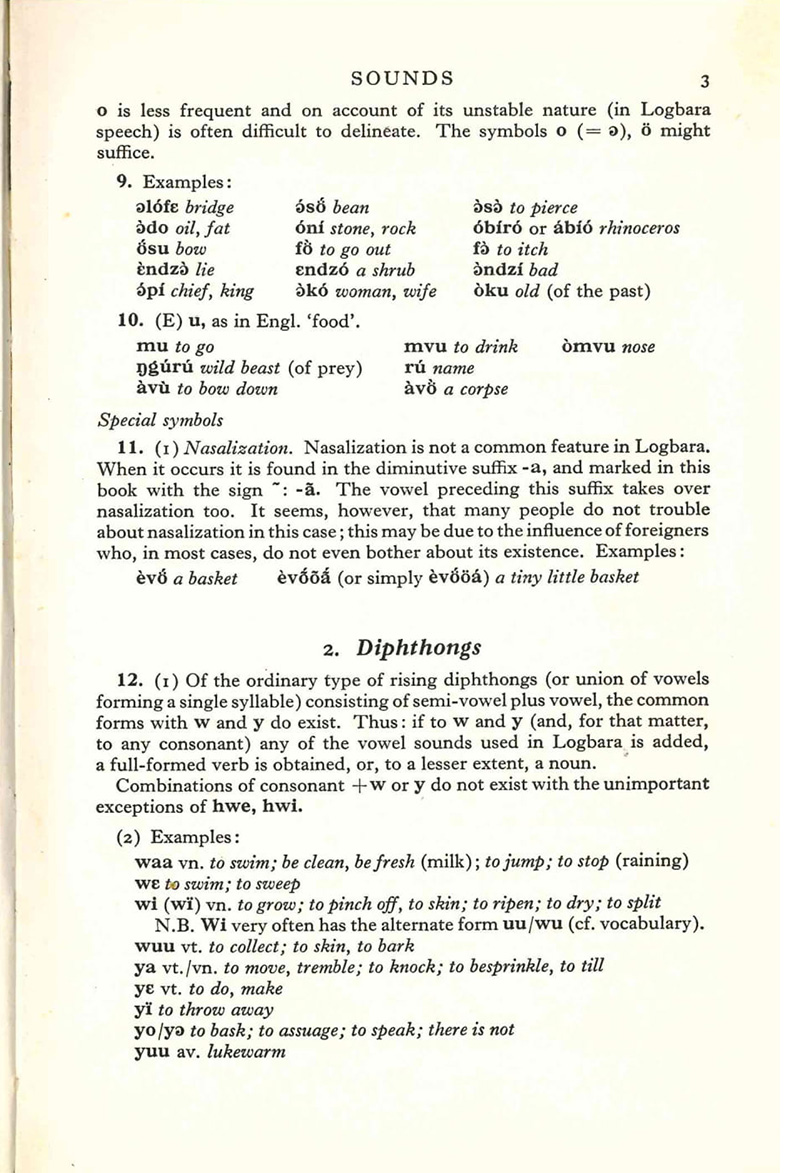 SOUNDS 3
o is less frequent and on account of its unstable nature (in Logbara
speech) is often difficult to delineate. The symbols o (= ɔ), ö might
suffice.
9. Examples:
ɔlófɛ bridge ɔ́sö́ bean ɔ̀sɔ̀ to pierce
ɔ̀do oil, fat óní stone, rock óbíró or ábíó rhinoceros
ö́su bow fö̀ to go out fɔ̀ to itch
ɛ̀ndzɔ̀ lie ɛndzó a shrub ɔ̀ndzí bad
ɔ́pí chief, king ɔ̀kó woman, wife òku old (of the past)
10. (E) u, as in Engl. ‘food’.
mu to go mvu to drink òmvu nose
ŋgúrú wild beast (of prey) rú name
àvù to bow down àvö̀ a corpse
Special symbols
11. (1) Nasalization. Nasalization is not a common feature in Logbara.
When it occurs it is found in the diminutive suffix -a, and marked in this
book with the sign ˜: -ã. The vowel preceding this suffix takes over
nasalization too. It seems, however, that many people do not trouble
about nasalization in this case; this may be due to the influence of foreigners
who, in most cases, do not even bother about its existence. Examples:
èvö́ a basket èvö́õã́ (or simply èvö́öá) a tiny little basket
2. Diphthongs
12. (1) Of the ordinary type of rising diphthongs (or union of vowels
forming a single syllable) consisting of semi-vowel plus vowel, the common
forms with w and y do exist. Thus: if to w and y (and, for that matter,
to any consonant) any of the vowel sounds used in Logbara is added,
a full-formed verb is obtained, or, to a lesser extent, a noun.
Combinations of consonant +w or y do not exist with the unimportant
exceptions of hwe, hwi.
(2) Examples:
waa vn. to swim; be clean, be fresh (milk); to jump; to stop (raining)
wɛ to swim; to sweep
wi (wï) vn. to grow; to pinch off, to skin; to ripen; to dry; to split
N.B. Wi very often has the alternate form uu/wu (cf. vocabulary).
wuu vt. to collect; to skin, to bark
ya vt./vn. to move, tremble; to knock; to besprinkle, to till
yɛ vt. to do, make
yï to throw away
yo/yɔ to bask; to assuage; to speak; there is not
yuu av. lukewarm